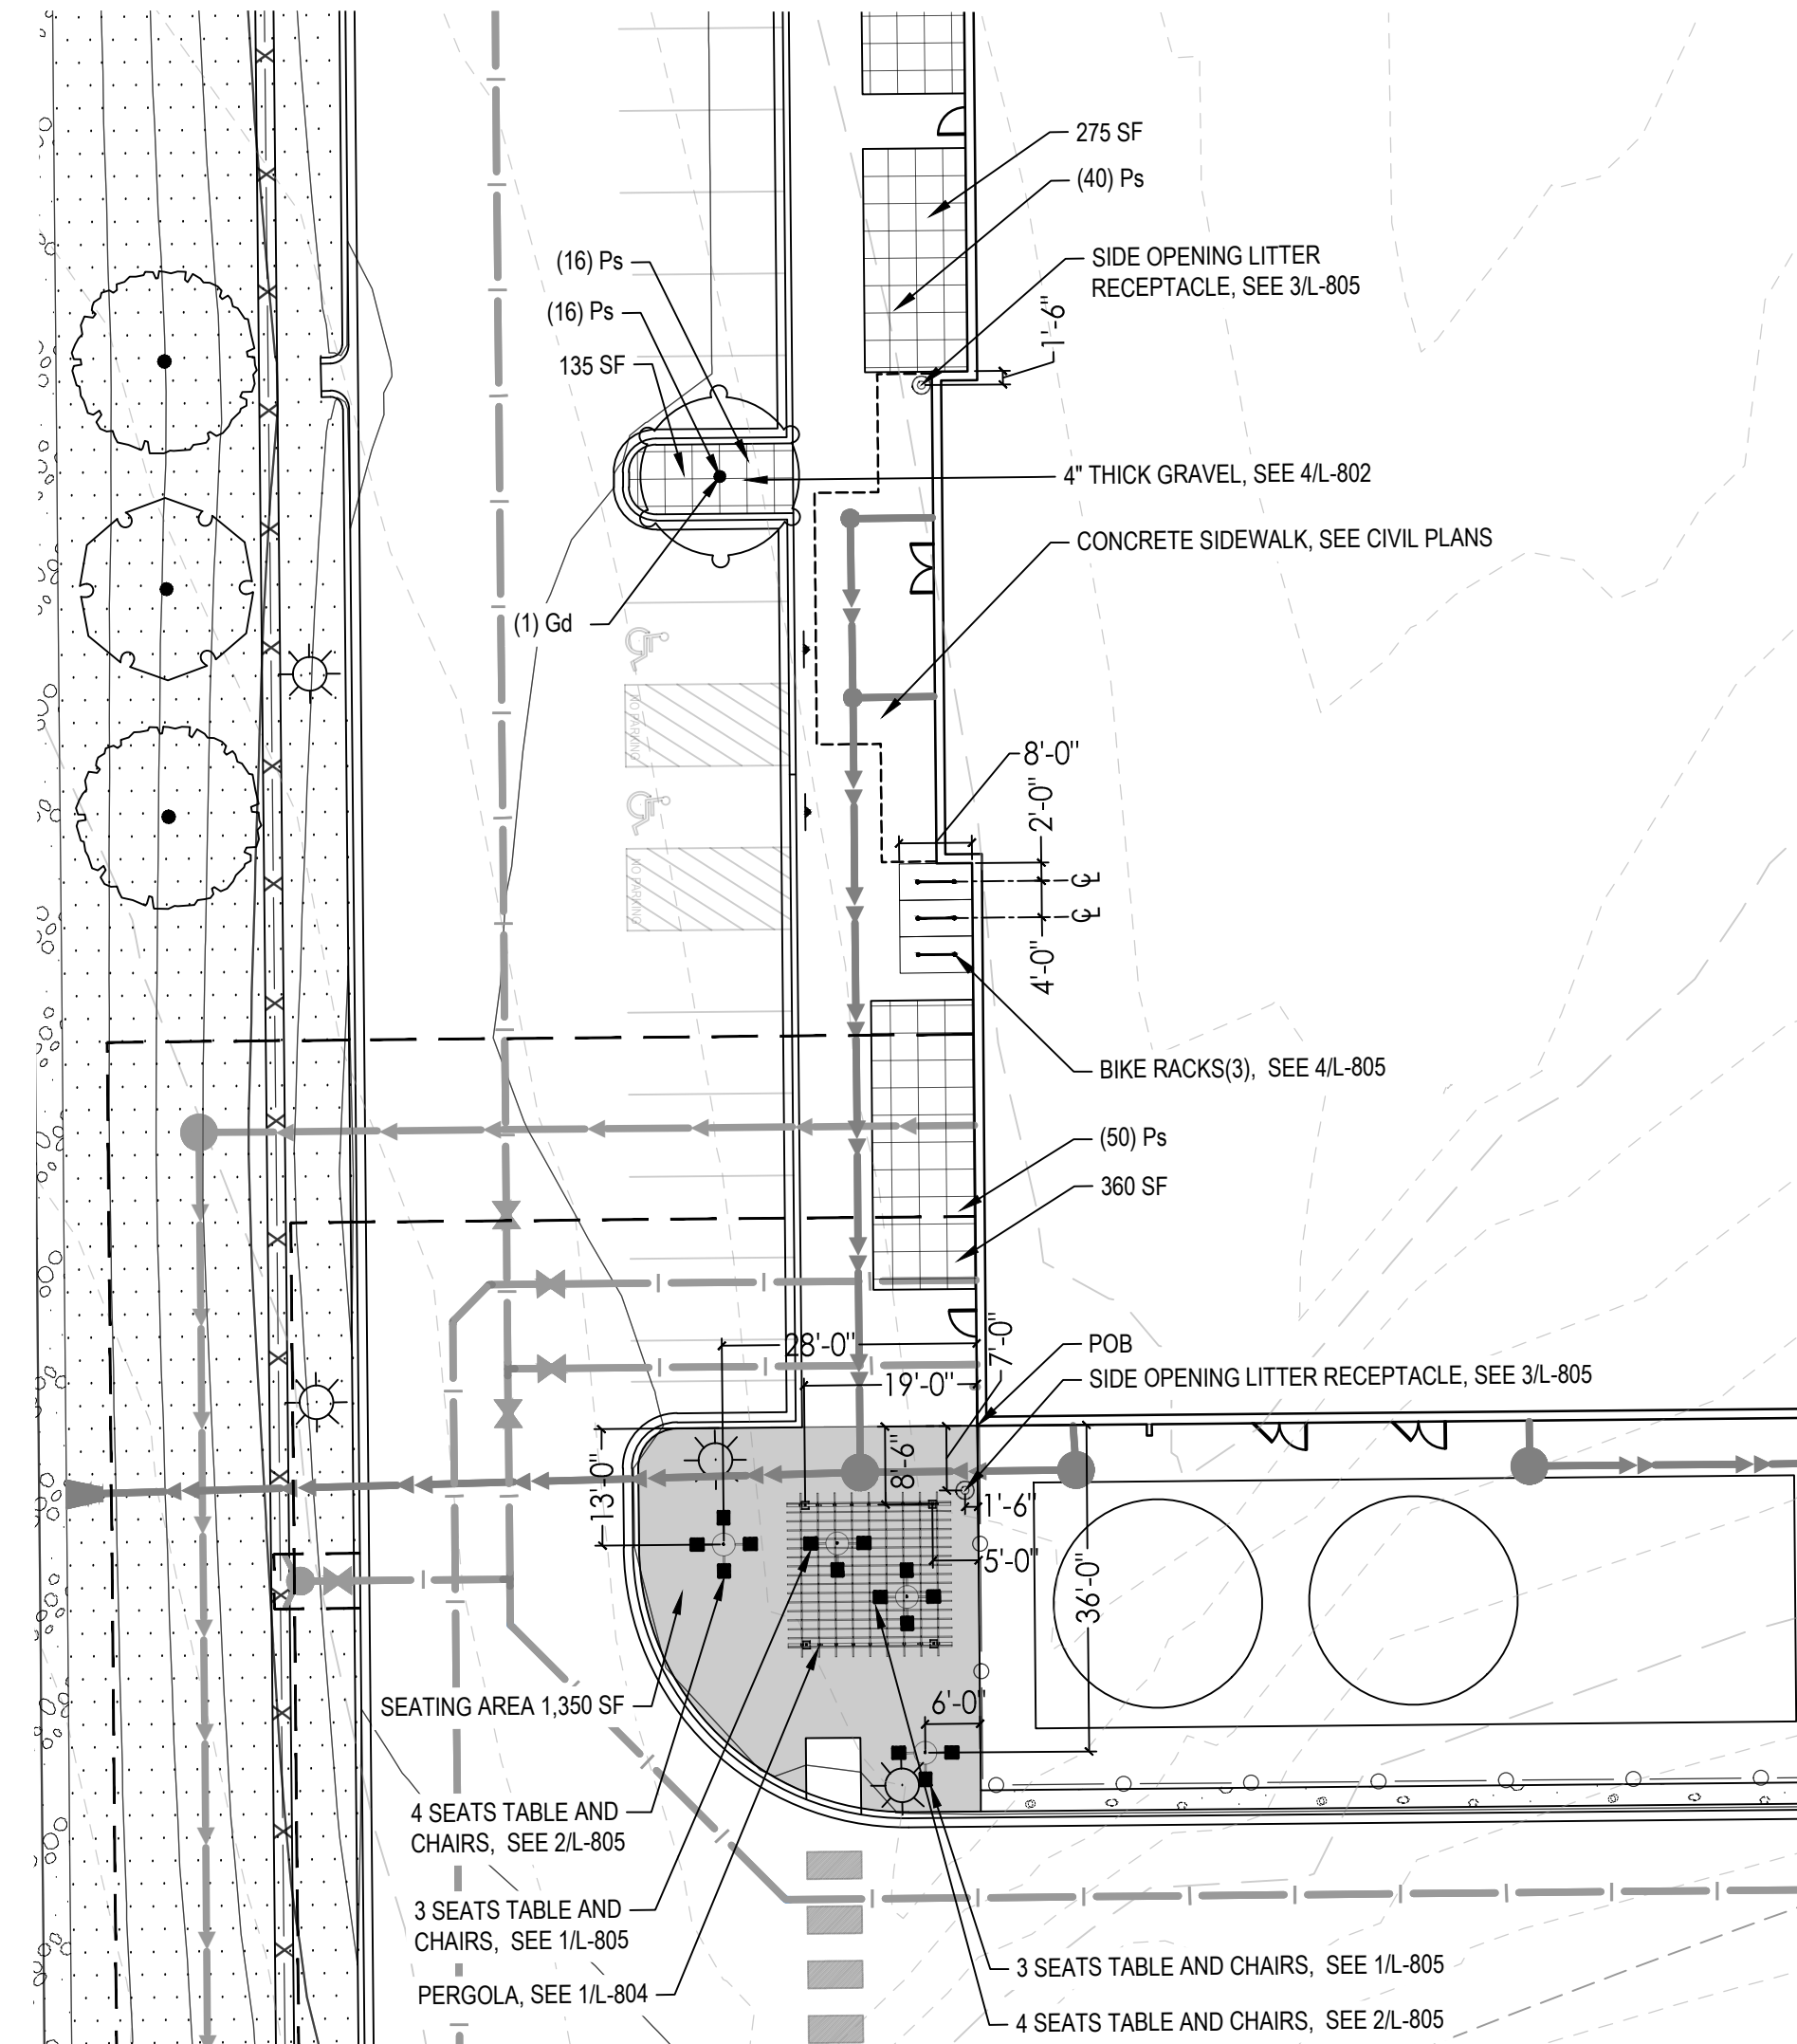 275 SF
(40) Ps
SIDE OPENING LITTER
RECEPTACLE, SEE 3/L-805
1'-6"
(16) Ps
(16) Ps
135 SF
4" THICK GRAVEL, SEE 4/L-802
CONCRETE SIDEWALK, SEE CIVIL PLANS
(1) Gd
NO PARKING
8'-0"
2'-0"
NO PARKING
CL
CL
4'-0"
BIKE RACKS(3), SEE 4/L-805
(50) Ps
360 SF
28'-0"
7'-0"
POB
SIDE OPENING LITTER RECEPTACLE, SEE 3/L-805
19'-0"
13'-0"
8'-6"
1'-6"
5'-0"
36'-0"
SEATING AREA 1,350 SF
6'-0"
4 SEATS TABLE AND
CHAIRS, SEE 2/L-805
3 SEATS TABLE AND
CHAIRS, SEE 1/L-805
PERGOLA, SEE 1/L-804
3 SEATS TABLE AND CHAIRS, SEE 1/L-805
4 SEATS TABLE AND CHAIRS, SEE 2/L-805